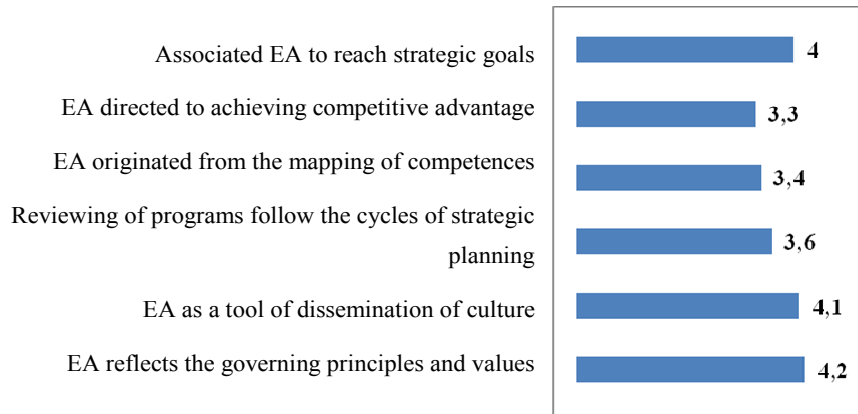 Associated EA to reach strategic goals
4
EA directed to achieving competitive advantage
3,3
EA originated from the mapping of competences
3,4
Reviewing of programs follow the cycles of strategic
planning
3,6
EA as a tool of dissemination of culture
4,1
EA reflects the governing principles and values
4,2